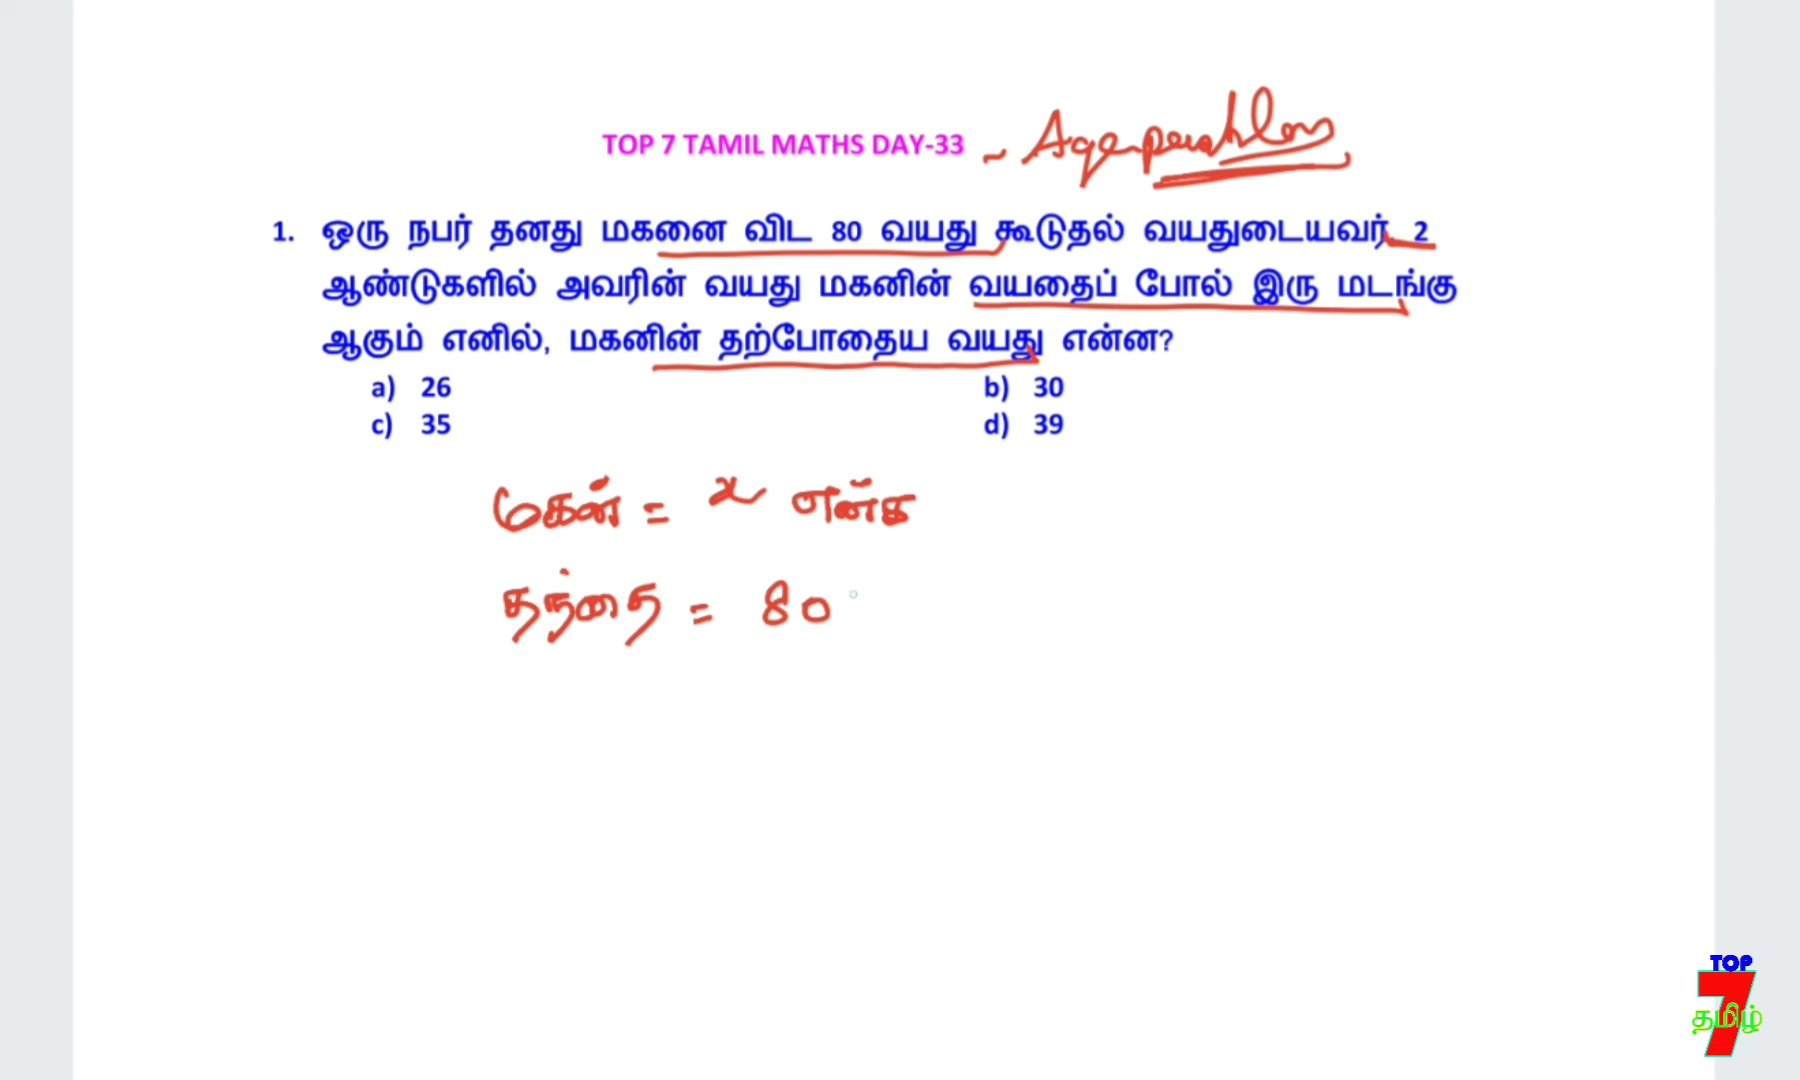 TOP 7 TAMIL MATHS DAY-33 - Age problems
1. ஒரு நபர் தனது மகனை விட 80 வயது கூடுதல் வயதுடையவர். 2
ஆண்டுகளில் அவரின் வயது மகனின் வயதைப் போல் இரு மடங்கு
ஆகும் எனில், மகனின் தற்போதைய வயது என்ன?
a) 26 b) 30
c) 35 d) 39
மகன் = x என்க
தந்தை = 80
TOP
7
தமிழ்